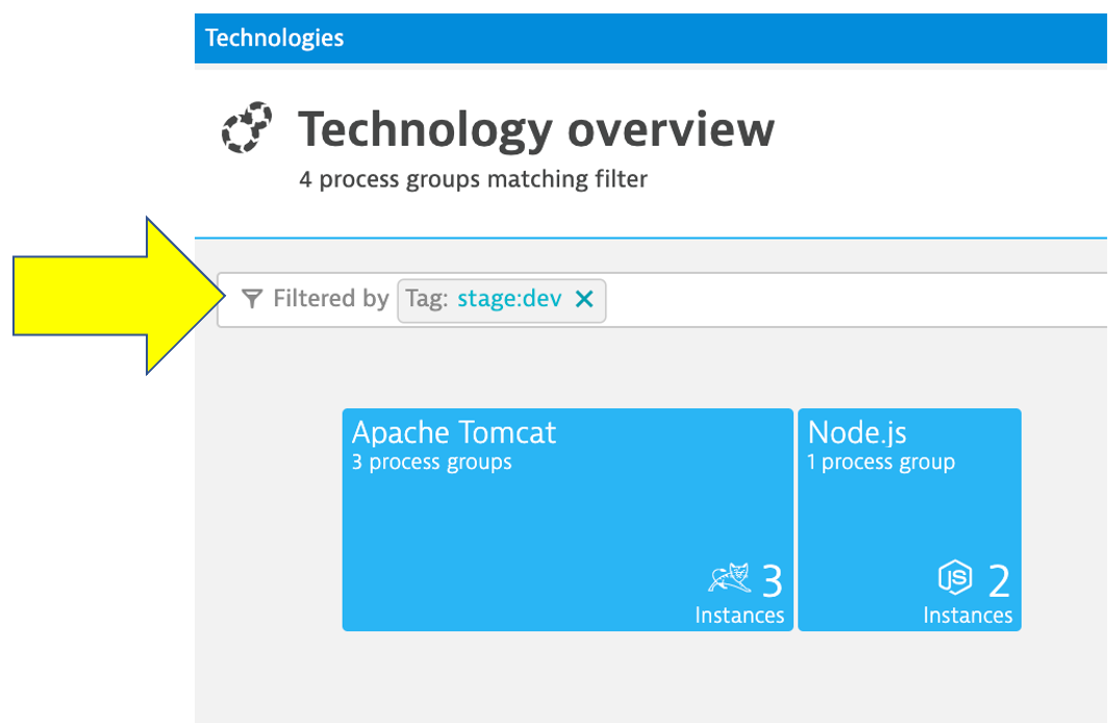 Technologies
Technology overview
4 process groups matching filter
Filtered by Tag: stage:dev
Apache Tomcat
3 process groups
3
Instances
Node.js
1 process group
JS 2
Instances